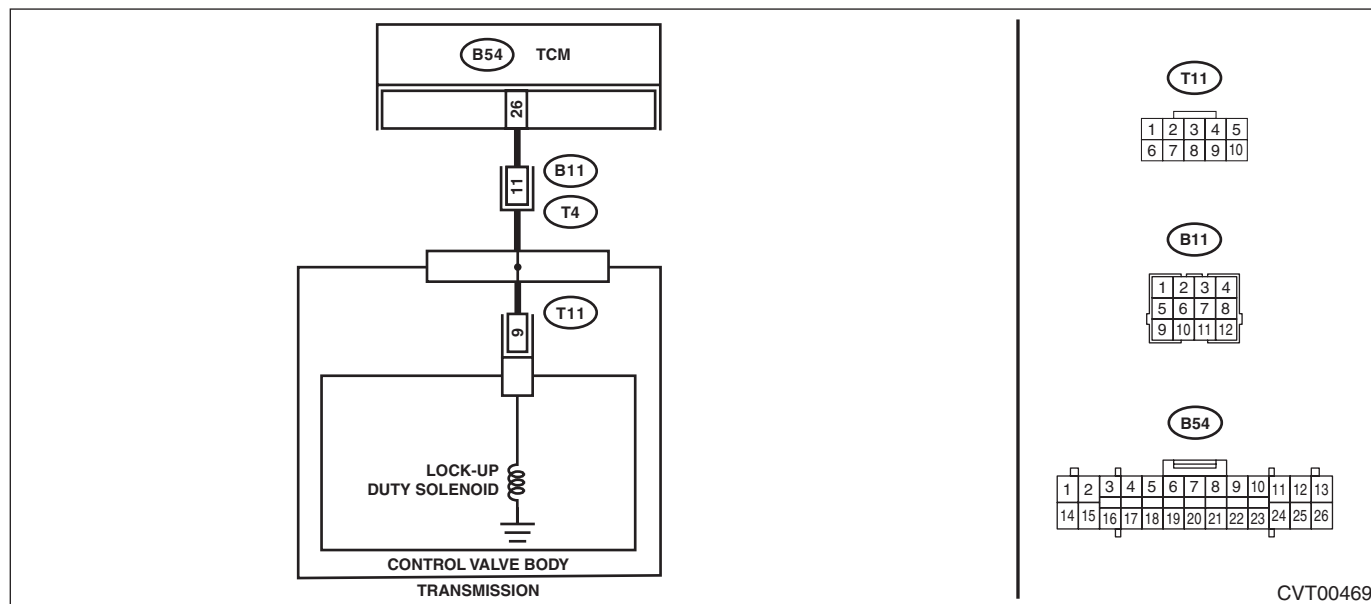 B54 TCM
26
11
B11
T4
T11
9
LOCK-UP
DUTY SOLENOID
CONTROL VALVE BODY
TRANSMISSION
T11
1 2 3 4 5
6 7 8 9 10
B11
1 2 3 4
5 6 7 8
9 10 11 12
B54
1 2 3 4 5 6 7 8 9 10 11 12 13
14 15 16 17 18 19 20 21 22 23 24 25 26
CVT00469